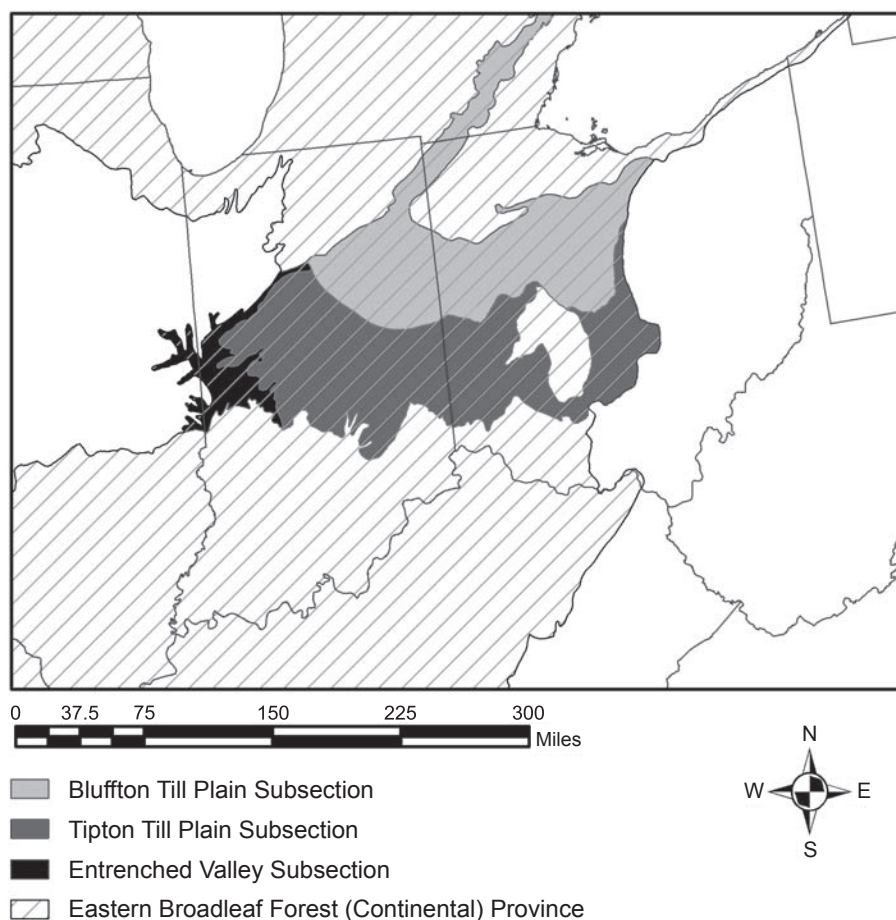 0 37.5 75 150 225 300
Miles
N
W E
S
Bluffton Till Plain Subsection
Tipton Till Plain Subsection
Entrenched Valley Subsection
Eastern Broadleaf Forest (Continental) Province